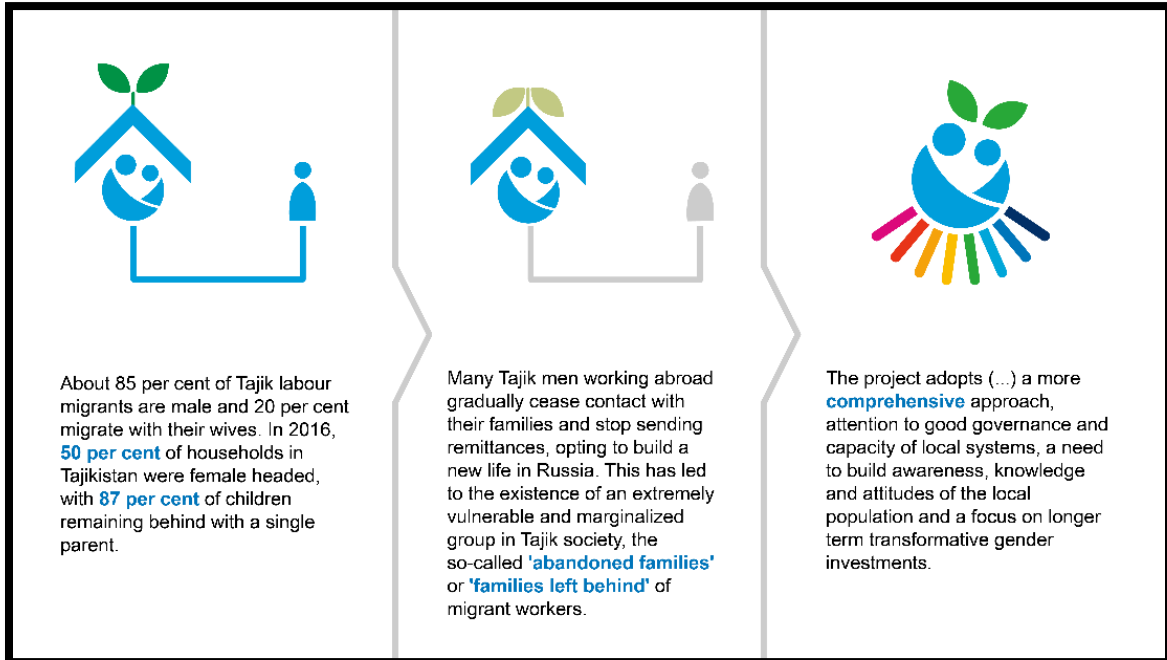 About 85 per cent of Tajik labour
migrants are male and 20 per cent
migrate with their wives. In 2016,
50 per cent of households in
Tajikistan were female headed,
with 87 per cent of children
remaining behind with a single
parent.
Many Tajik men working abroad
gradually cease contact with
their families and stop sending
remittances, opting to build a
new life in Russia. This has led
to the existence of an extremely
vulnerable and marginalized
group in Tajik society, the
so-called 'abandoned families'
or 'families left behind' of
migrant workers.
The project adopts (...) a more
comprehensive approach,
attention to good governance and
capacity of local systems, a need
to build awareness, knowledge
and attitudes of the local
population and a focus on longer
term transformative gender
investments.